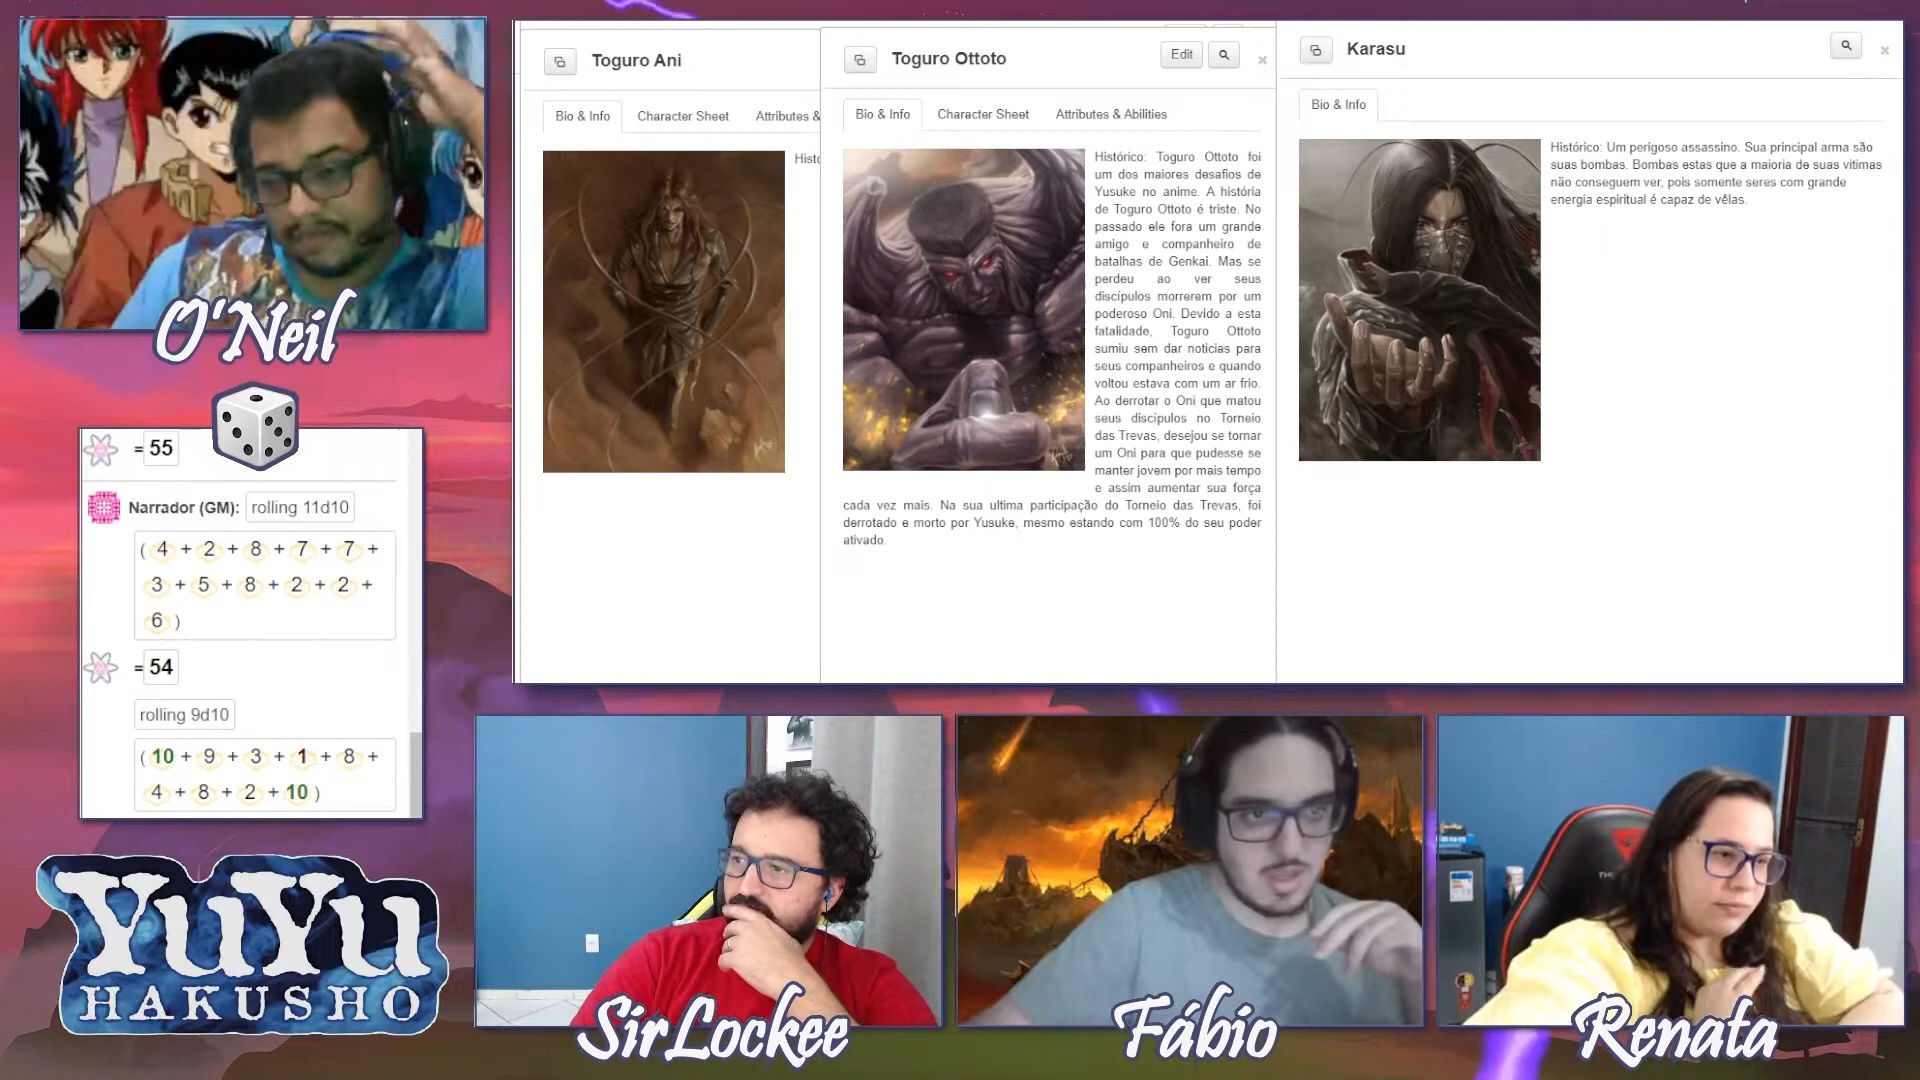 O'Neil
= 55
Narrador (GM): rolling 11d10
( 4 + 2 + 8 + 7 + 7 +
3 + 5 + 8 + 2 + 2 +
6 )
= 54
rolling 9d10
( 10 + 9 + 3 + 1 + 8 +
4 + 8 + 2 + 10 )
YuYu
HAKUSHO
Toguro Ani
Bio & Info Character Sheet Attributes &
Histó
Toguro Ottoto
Edit
Bio & Info Character Sheet Attributes & Abilities
Histórico: Toguro Ottoto foi
um dos maiores desafios de
Yusuke no anime. A história
de Toguro Ottoto é triste. No
passado ele fora um grande
amigo e companheiro de
batalhas de Genkai. Mas se
perdeu ao ver seus
discípulos morrerem por um
poderoso Oni. Devido a esta
fatalidade, Toguro Ottoto
sumiu sem dar noticias para
seus companheiros e quando
voltou estava com um ar frio.
Ao derrotar o Oni que matou
seus discípulos no Torneio
das Trevas, desejou se tornar
um Oni para que pudesse se
manter jovem por mais tempo
e assim aumentar sua força
cada vez mais. Na sua ultima participação do Torneio das Trevas, foi
derrotado e morto por Yusuke, mesmo estando com 100% do seu poder
ativado.
Karasu
Bio & Info
Histórico: Um perigoso assassino. Sua principal arma são
suas bombas. Bombas estas que a maioria de suas vitimas
não conseguem ver, pois somente seres com grande
energia espiritual é capaz de vêlas.
SirLockee
Fábio
Renata